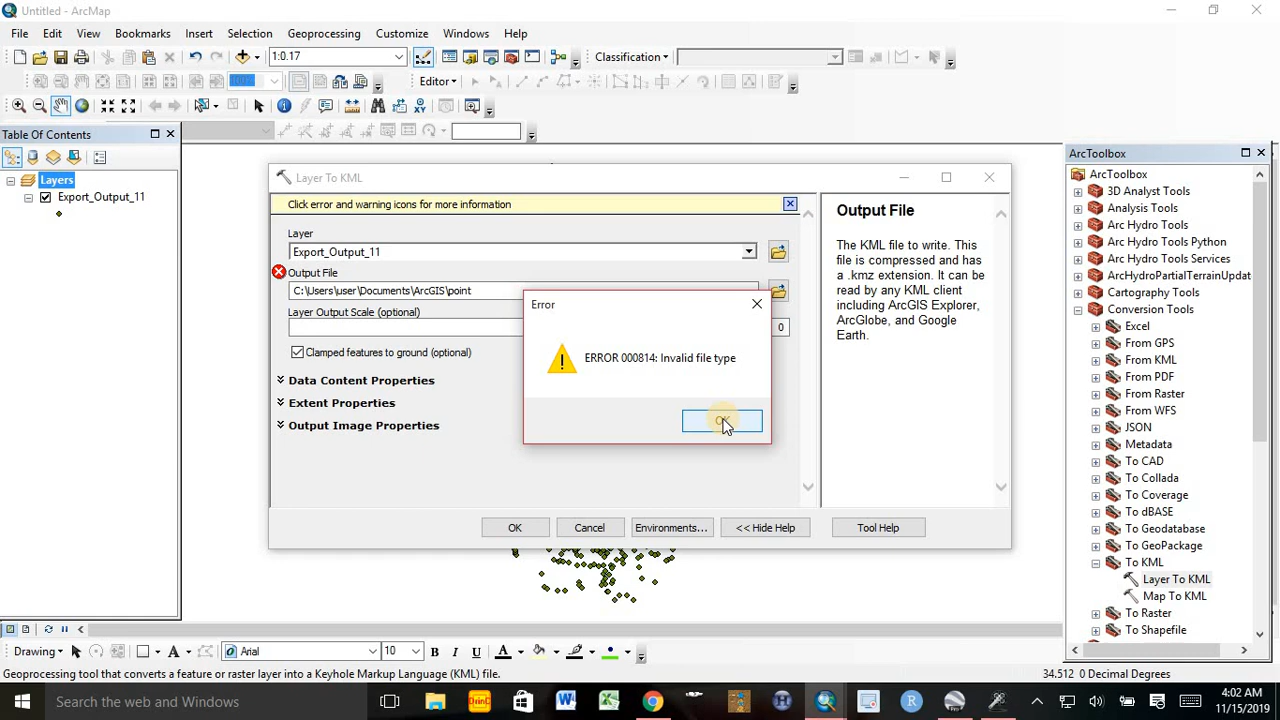 Untitled - ArcMap
File Edit View Bookmarks Insert Selection Geoprocessing Customize Windows Help
1:0.17
Classification
100%
Editor
Table Of Contents
Layers
Export_Output_11
Layer To KML
Click error and warning icons for more information
Layer
Export_Output_11
Output File
C:\Users\user\Documents\ArcGIS\point
Layer Output Scale (optional)
0
Clamped features to ground (optional)
Data Content Properties
Extent Properties
Output Image Properties
OK Cancel Environments... << Hide Help Tool Help
Output File
The KML file to write. This
file is compressed and has
a .kmz extension. It can be
read by any KML client
including ArcGIS Explorer,
ArcGlobe, and Google
Earth.
Error
ERROR 000814: Invalid file type
OK
ArcToolbox
ArcToolbox
3D Analyst Tools
Analysis Tools
Arc Hydro Tools
Arc Hydro Tools Python
Arc Hydro Tools Services
ArcHydroPartialTerrainUpdat
Cartography Tools
Conversion Tools
Excel
From GPS
From KML
From PDF
From Raster
From WFS
JSON
Metadata
To CAD
To Collada
To Coverage
To dBASE
To Geodatabase
To GeoPackage
To KML
Layer To KML
Map To KML
To Raster
To Shapefile
Drawing Arial 10 B I U A
Geoprocessing tool that converts a feature or raster layer into a Keyhole Markup Language (KML) file.
34.512 0 Decimal Degrees
Search the web and Windows
4:02 AM
11/15/2019